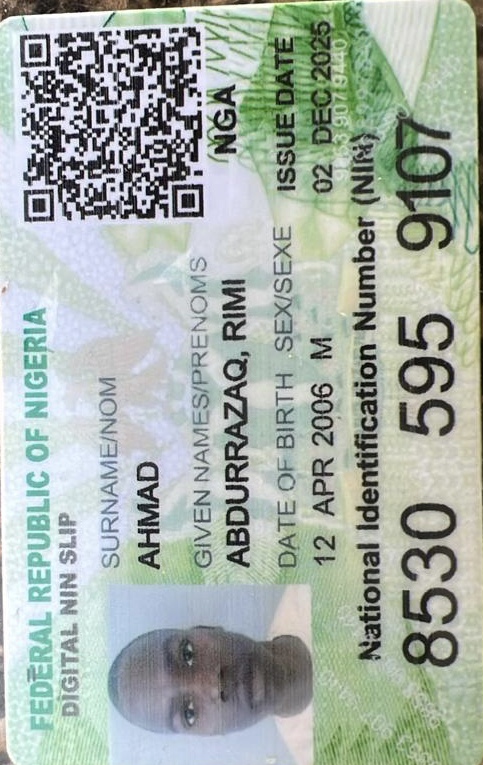 FEDERAL REPUBLIC OF NIGERIA
DIGITAL NIN SLIP
SURNAME/NOM
AHMAD
GIVEN NAMES/PRENOMS
ABDURRAZAQ, RIMI
NGA
DATE OF BIRTH SEX/SEXE ISSUE DATE
12 APR 2006 M 02 DEC 2025
National Identification Number (NIN)
8530 595 9107